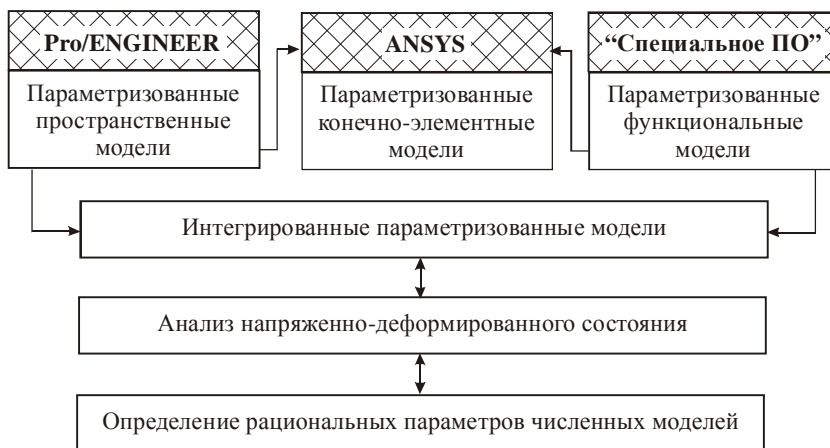 Pro/ENGINEER
Параметризованные
пространственные
модели
ANSYS
Параметризованные
конечно-элементные
модели
“Специальное ПО”
Параметризованные
функциональные
модели
Интегрированные параметризованные модели
Анализ напряженно-деформированного состояния
Определение рациональных параметров численных моделей